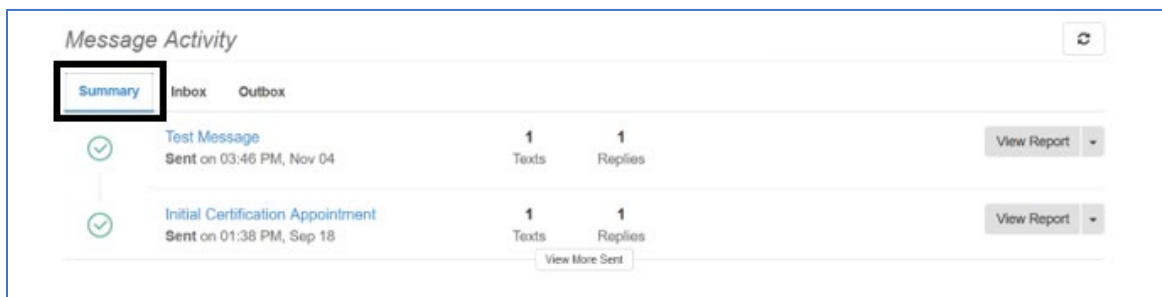 Message Activity
Summary Inbox Outbox
Test Message 1 1 View Report
Sent on 03:46 PM, Nov 04 Texts Replies
Initial Certification Appointment 1 1 View Report
Sent on 01:38 PM, Sep 18 Texts Replies
View More Sent